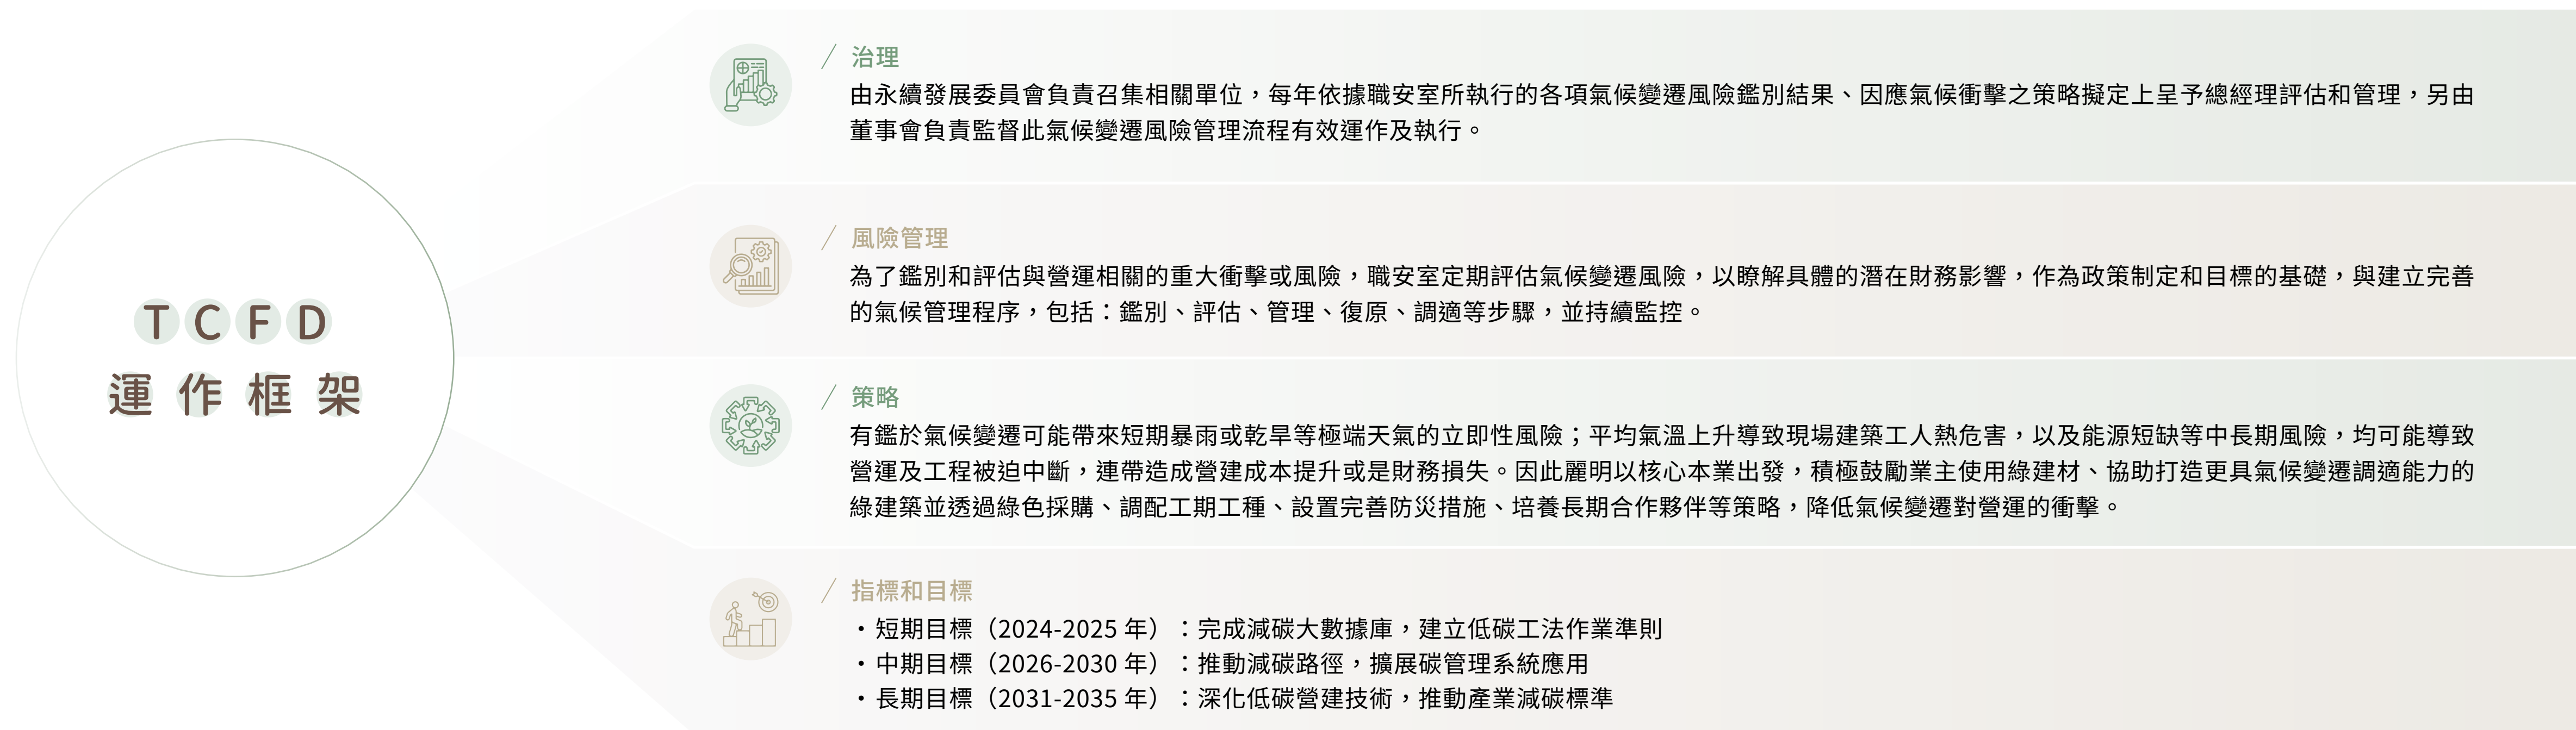 TCFD
運作框架
治理
由永續發展委員會負責召集相關單位，每年依據職安室所執行的各項氣候變遷風險鑑別結果、因應氣候衝擊之策略擬定上呈予總經理評估和管理，另由
董事會負責監督此氣候變遷風險管理流程有效運作及執行。
風險管理
為了鑑別和評估與營運相關的重大衝擊或風險，職安室定期評估氣候變遷風險，以瞭解具體的潛在財務影響，作為政策制定和目標的基礎，與建立完善
的氣候管理程序，包括：鑑別、評估、管理、復原、調適等步驟，並持續監控。
策略
有鑑於氣候變遷可能帶來短期暴雨或乾旱等極端天氣的立即性風險；平均氣溫上升導致現場建築工人熱危害，以及能源短缺等中長期風險，均可能導致
營運及工程被迫中斷，連帶造成營建成本提升或是財務損失。因此麗明以核心本業出發，積極鼓勵業主使用綠建材、協助打造更具氣候變遷調適能力的
綠建築並透過綠色採購、調配工期工種、設置完善防災措施、培養長期合作夥伴等策略，降低氣候變遷對營運的衝擊。
指標和目標
・短期目標（2024-2025 年）：完成減碳大數據庫，建立低碳工法作業準則
・中期目標（2026-2030 年）：推動減碳路徑，擴展碳管理系統應用
・長期目標（2031-2035 年）：深化低碳營建技術，推動產業減碳標準